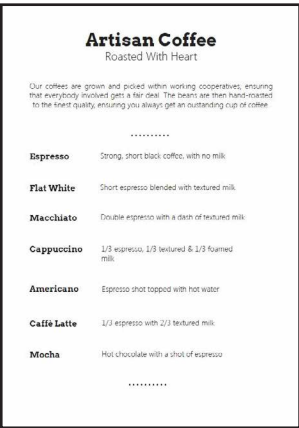 Artisan Coffee
Roasted With Heart
Our coffees are grown and picked within working cooperatives, ensuring
that everybody involved gets a fair deal. The beans are then hand-roasted
to the finest quality, ensuring you always get an oustanding cup of coffee.
..........
Espresso Strong, short black coffee, with no milk
Flat White Short espresso blended with textured milk
Macchiato Double espresso with a dash of textured milk
Cappuccino 1/3 espresso, 1/3 textured & 1/3 foamed
milk
Americano Espresso shot topped with hot water
Caffè Latte 1/3 espresso with 2/3 textured milk
Mocha Hot chocolate with a shot of espresso
..........